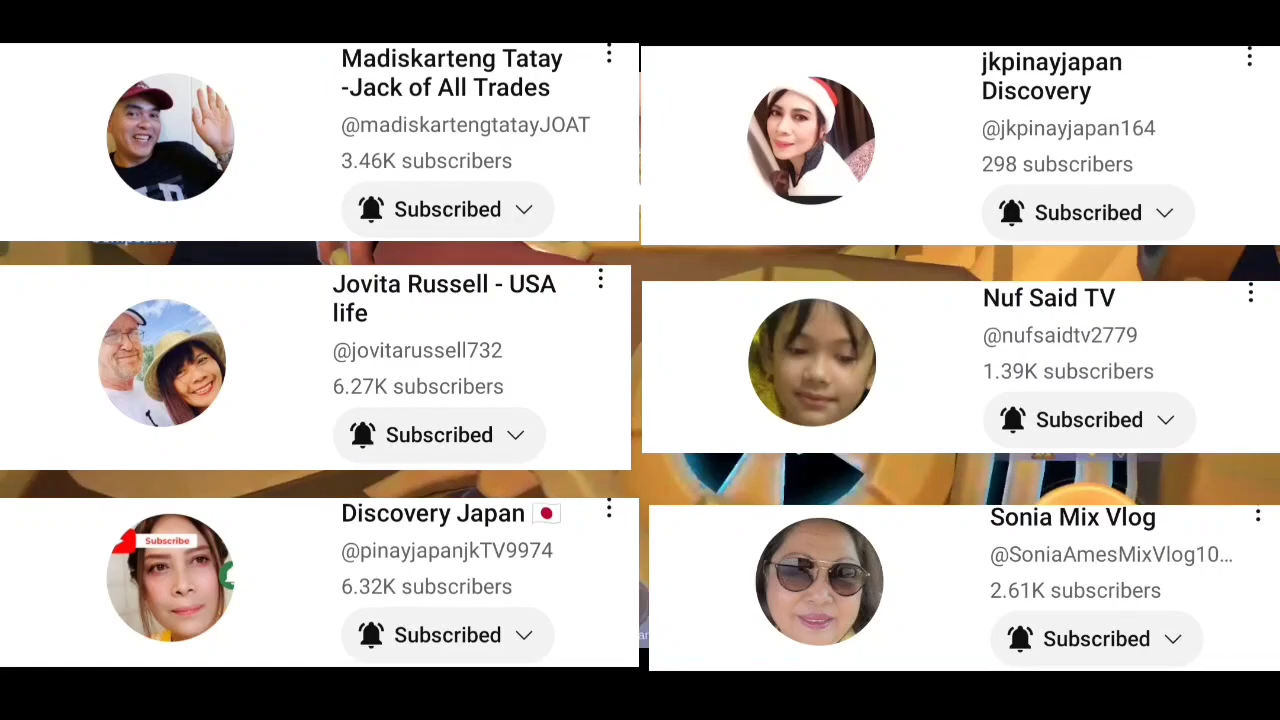 Madiskarteng Tatay
-Jack of All Trades
@madiskartengtatayJOAT
3.46K subscribers
Subscribed
jkpinayjapan
Discovery
@jkpinayjapan164
298 subscribers
Subscribed
Jovita Russell - USA
life
@jovitarussell732
6.27K subscribers
Subscribed
Nuf Said TV
@nufsaidtv2779
1.39K subscribers
Subscribed
Subscribe
Discovery Japan 🇯🇵
@pinayjapanjkTV9974
6.32K subscribers
Subscribed
Sonia Mix Vlog
@SoniaAmesMixVlog10...
2.61K subscribers
Subscribed